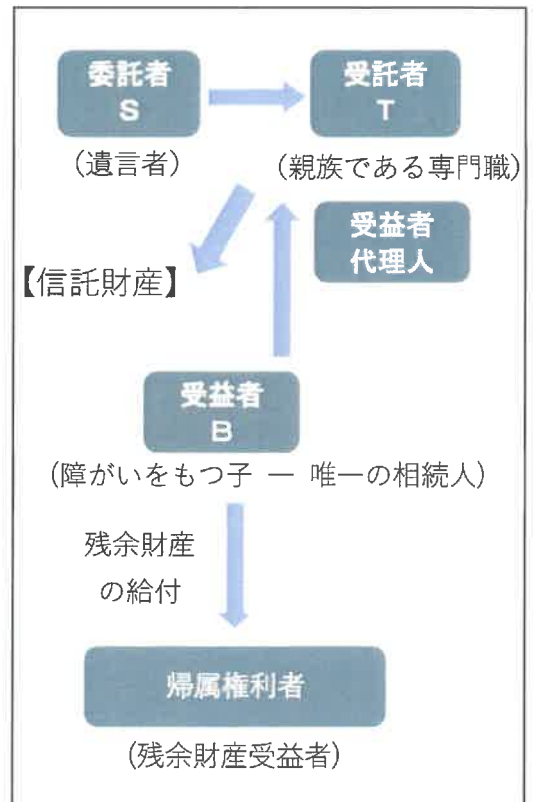 委託者
S
受託者
T
(遺言者)
(親族である専門職)
受益者
代理人
【信託財産】
受益者
B
(障がいをもつ子 ー 唯一の相続人)
残余財産
の給付
帰属権利者
(残余財産受益者)